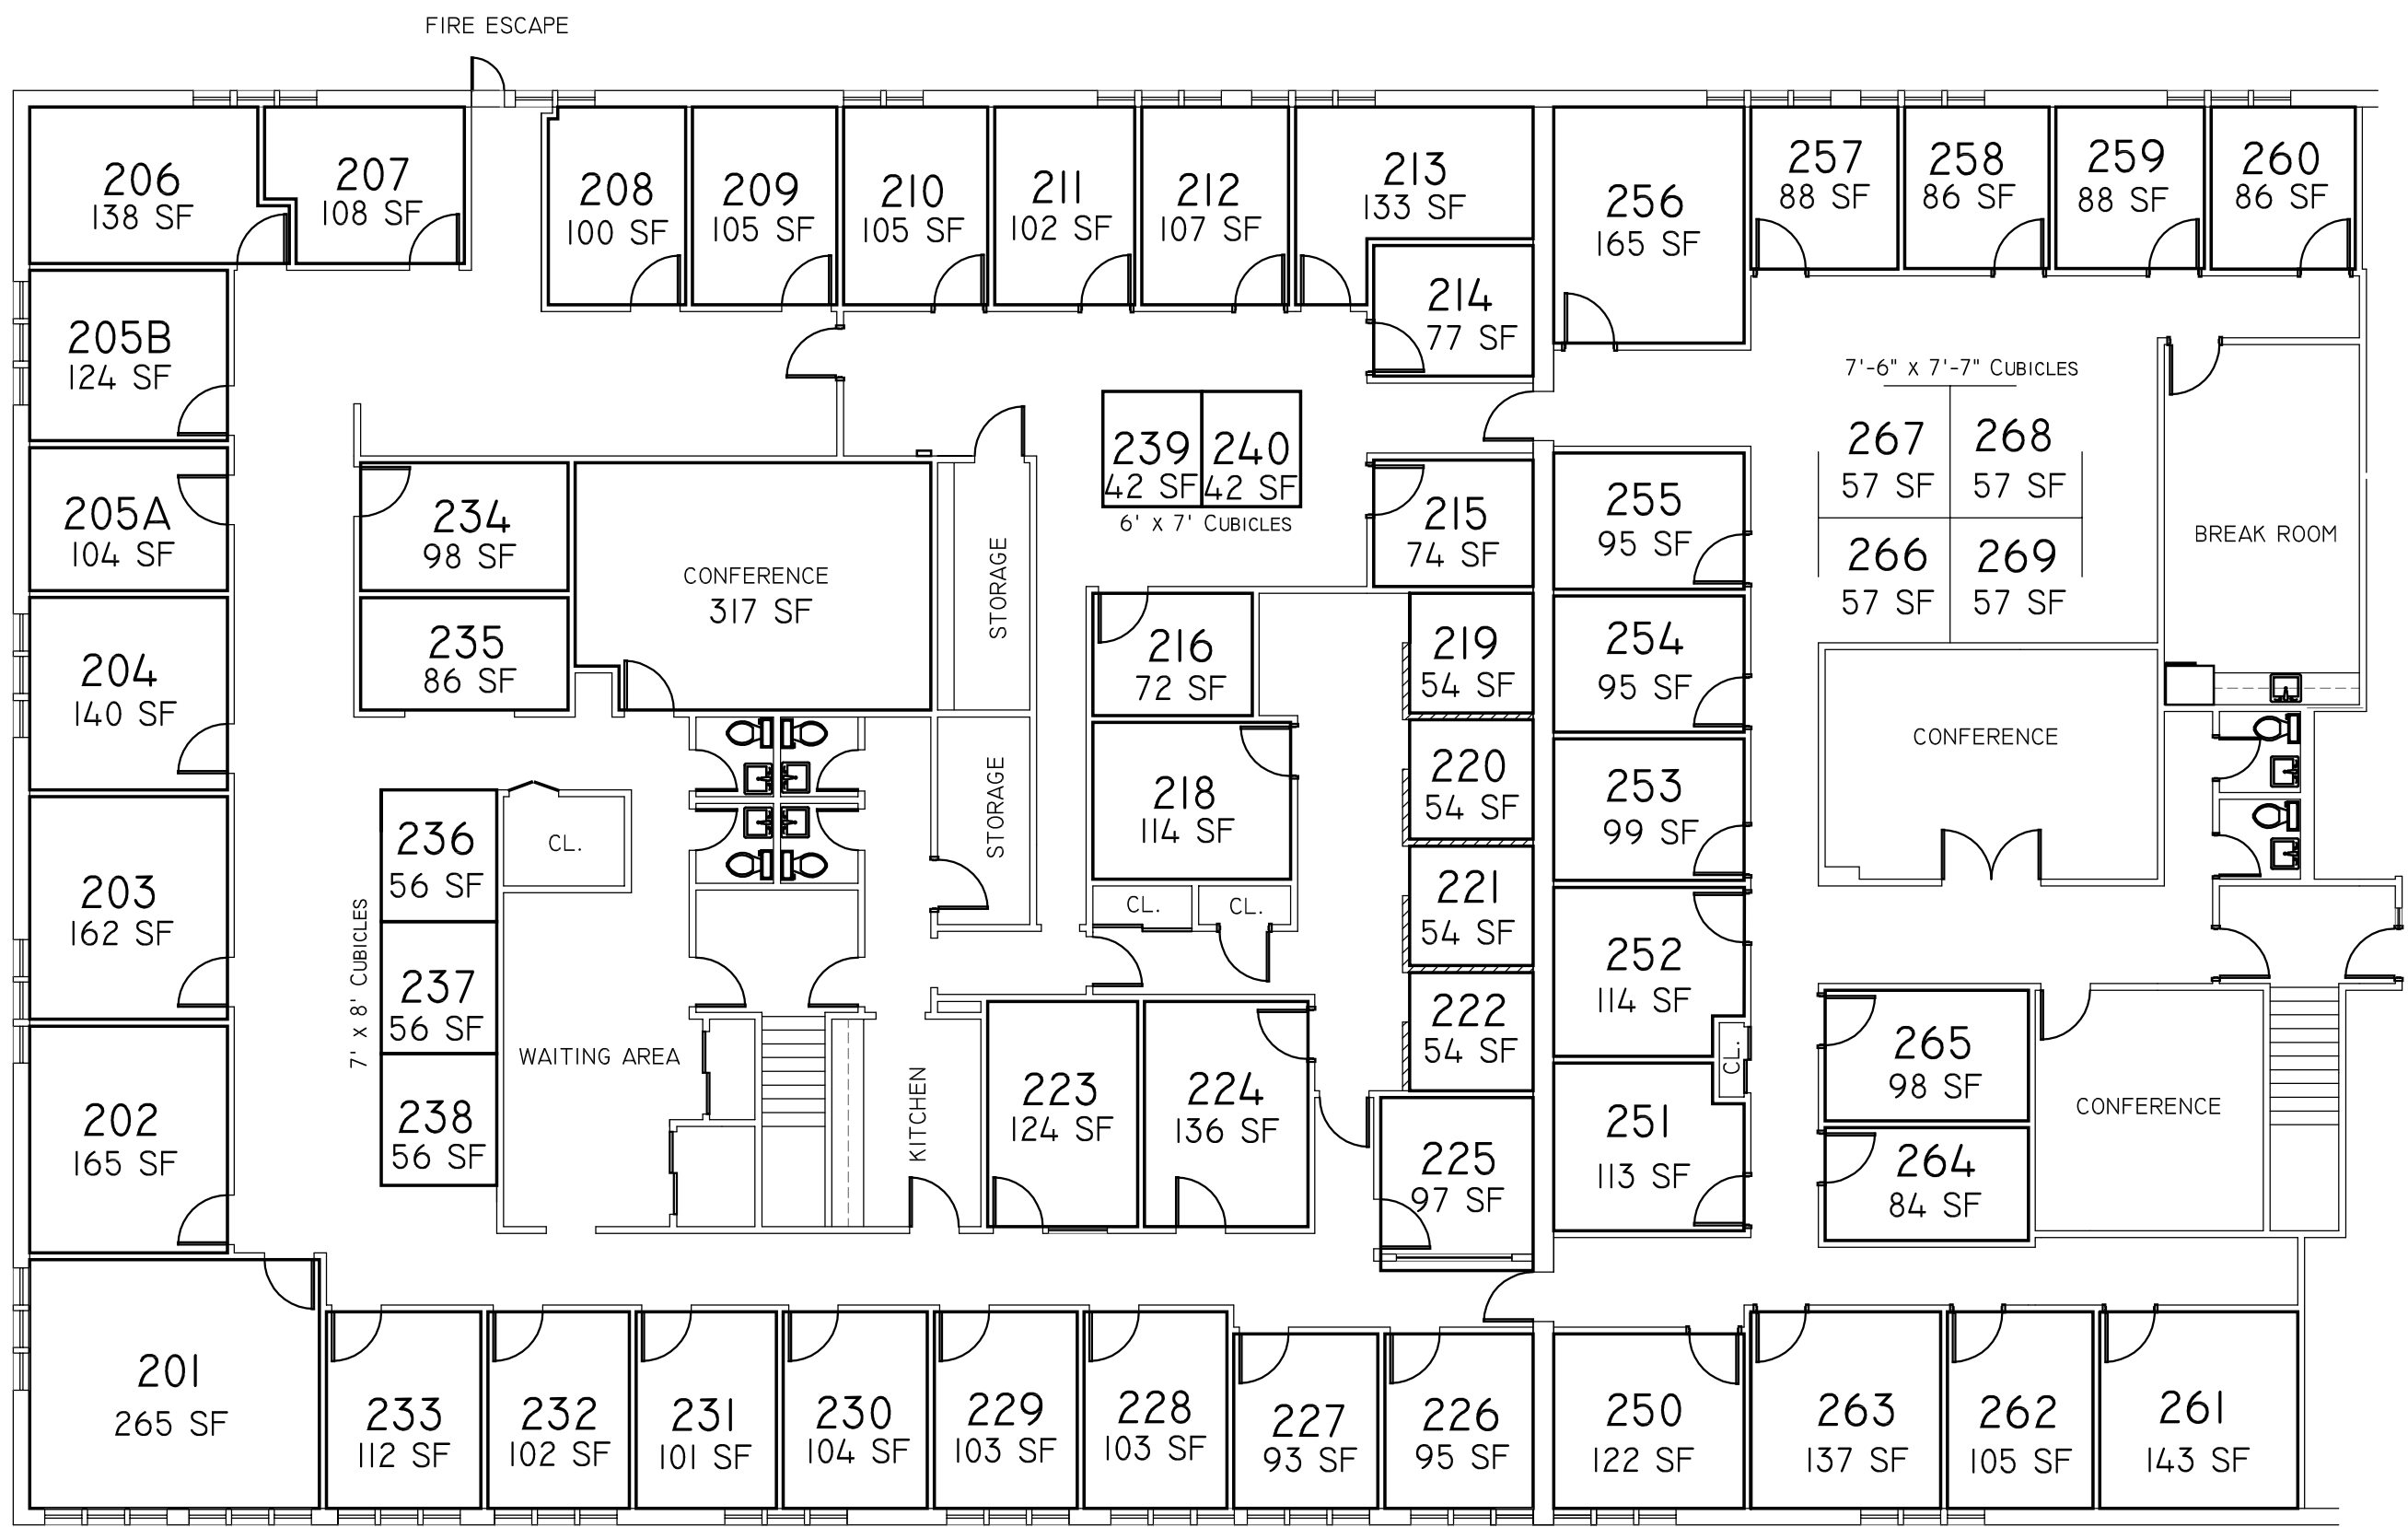 FIRE ESCAPE
206
138 SF
207
108 SF
208
100 SF
209
105 SF
210
105 SF
211
102 SF
212
107 SF
213
133 SF
214
77 SF
256
165 SF
257
88 SF
258
86 SF
259
88 SF
260
86 SF
205B
124 SF
205A
104 SF
204
140 SF
203
162 SF
202
165 SF
201
265 SF
234
98 SF
235
86 SF
CONFERENCE
317 SF
STORAGE
STORAGE
239
42 SF
240
42 SF
6' X 7' CUBICLES
215
74 SF
216
72 SF
218
114 SF
CL.
CL.
219
54 SF
220
54 SF
221
54 SF
222
54 SF
255
95 SF
254
95 SF
253
99 SF
252
114 SF
CL.
251
113 SF
7'-6" X 7'-7" CUBICLES
267
57 SF
268
57 SF
266
57 SF
269
57 SF
BREAK ROOM
CONFERENCE
7' X 8' CUBICLES
236
56 SF
237
56 SF
238
56 SF
CL.
WAITING AREA
KITCHEN
223
124 SF
224
136 SF
225
97 SF
265
98 SF
264
84 SF
CONFERENCE
233
112 SF
232
102 SF
231
101 SF
230
104 SF
229
103 SF
228
103 SF
227
93 SF
226
95 SF
250
122 SF
263
137 SF
262
105 SF
261
143 SF